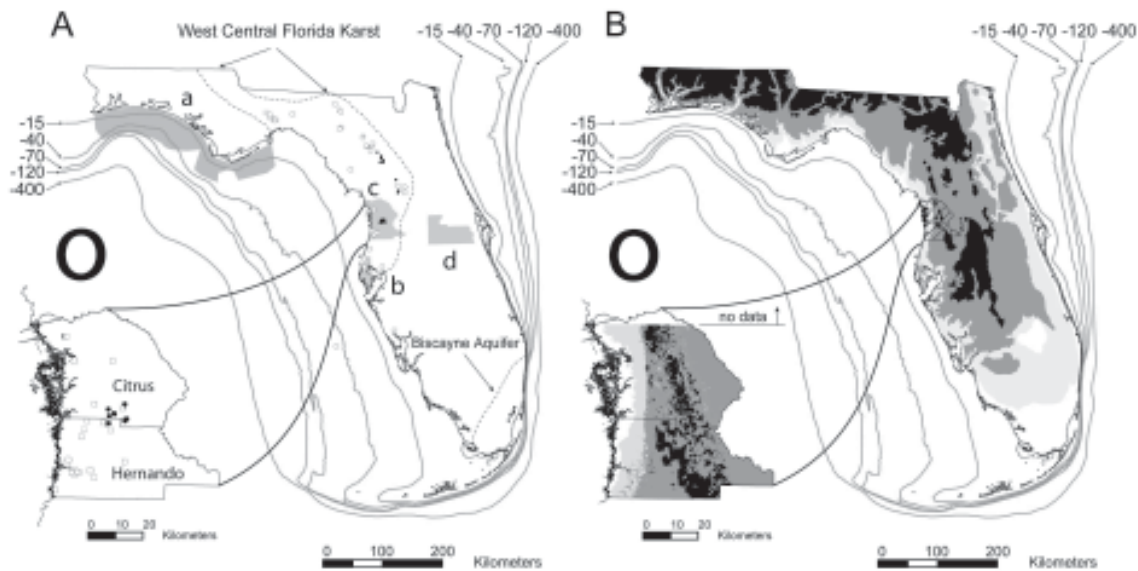 A
West Central Florida Karst
-15 -40 -70 -120 -400
a
-15
-40
-70
-120
-400
c
d
b
O
Biscayne Aquifer
Citrus
Hernando
0 10 20
Kilometers
0 100 200
Kilometers
B
-15 -40 -70 -120 -400
-15
-40
-70
-120
-400
O
no data
0 10 20
Kilometers
0 100 200
Kilometers